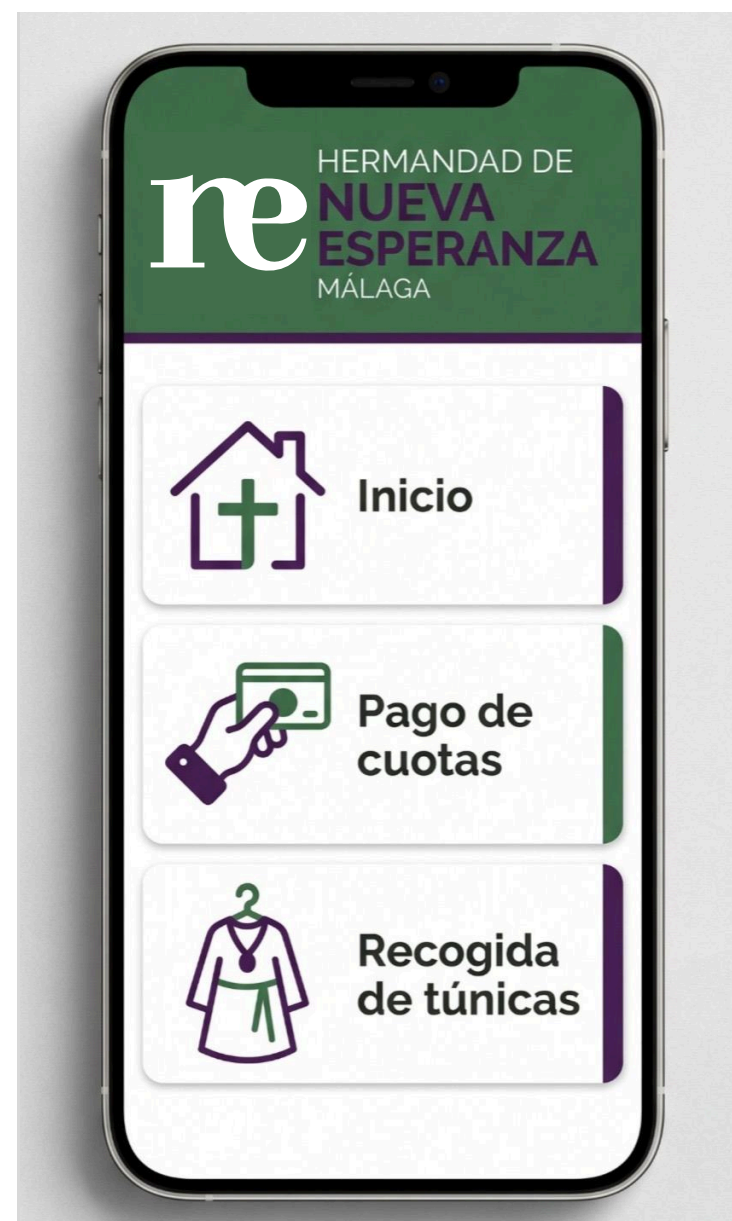 ne
HERMANDAD DE
NUEVA
ESPERANZA
MÁLAGA
Inicio
Pago de
cuotas
Recogida
de túnicas